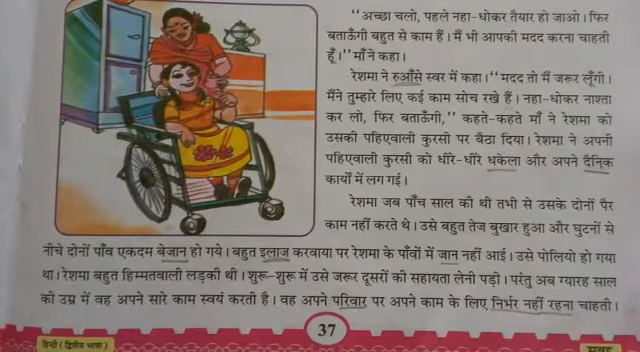 “अच्छा चलो, पहले नहा-धोकर तैयार हो जाओ। फिर
बताऊँगी बहुत से काम हैं। मैं भी आपकी मदद करना चाहती
हूँ।” माँ ने कहा।
रेशमा ने रुआँसे स्वर में कहा। “मदद तो मैं जरूर लूँगी।
मैंने तुम्हारे लिए कई काम सोच रखे हैं। नहा-धोकर नाश्ता
कर लो, फिर बताऊँगी,” कहते-कहते माँ ने रेशमा को
उसकी पहिएवाली कुरसी पर बैठा दिया। रेशमा ने अपनी
पहिएवाली कुरसी को धीरे-धीरे धकेला और अपने दैनिक
कार्यों में लग गई।
रेशमा जब पाँच साल की थी तभी से उसके दोनों पैर
काम नहीं करते थे। उसे बहुत तेज बुखार हुआ और घुटनों से
नीचे दोनों पाँव एकदम बेजान हो गये। बहुत इलाज करवाया पर रेशमा के पाँवों में जान नहीं आई। उसे पोलियो हो गया
था। रेशमा बहुत हिम्मतवाली लड़की थी। शुरू-शुरू में उसे जरूर दूसरों की सहायता लेनी पड़ी। परंतु अब ग्यारह साल
की उम्र में वह अपने सारे काम स्वयं करती है। वह अपने परिवार पर अपने काम के लिए निर्भर नहीं रहना चाहती।
37
हिन्दी (द्वितीय भाषा)